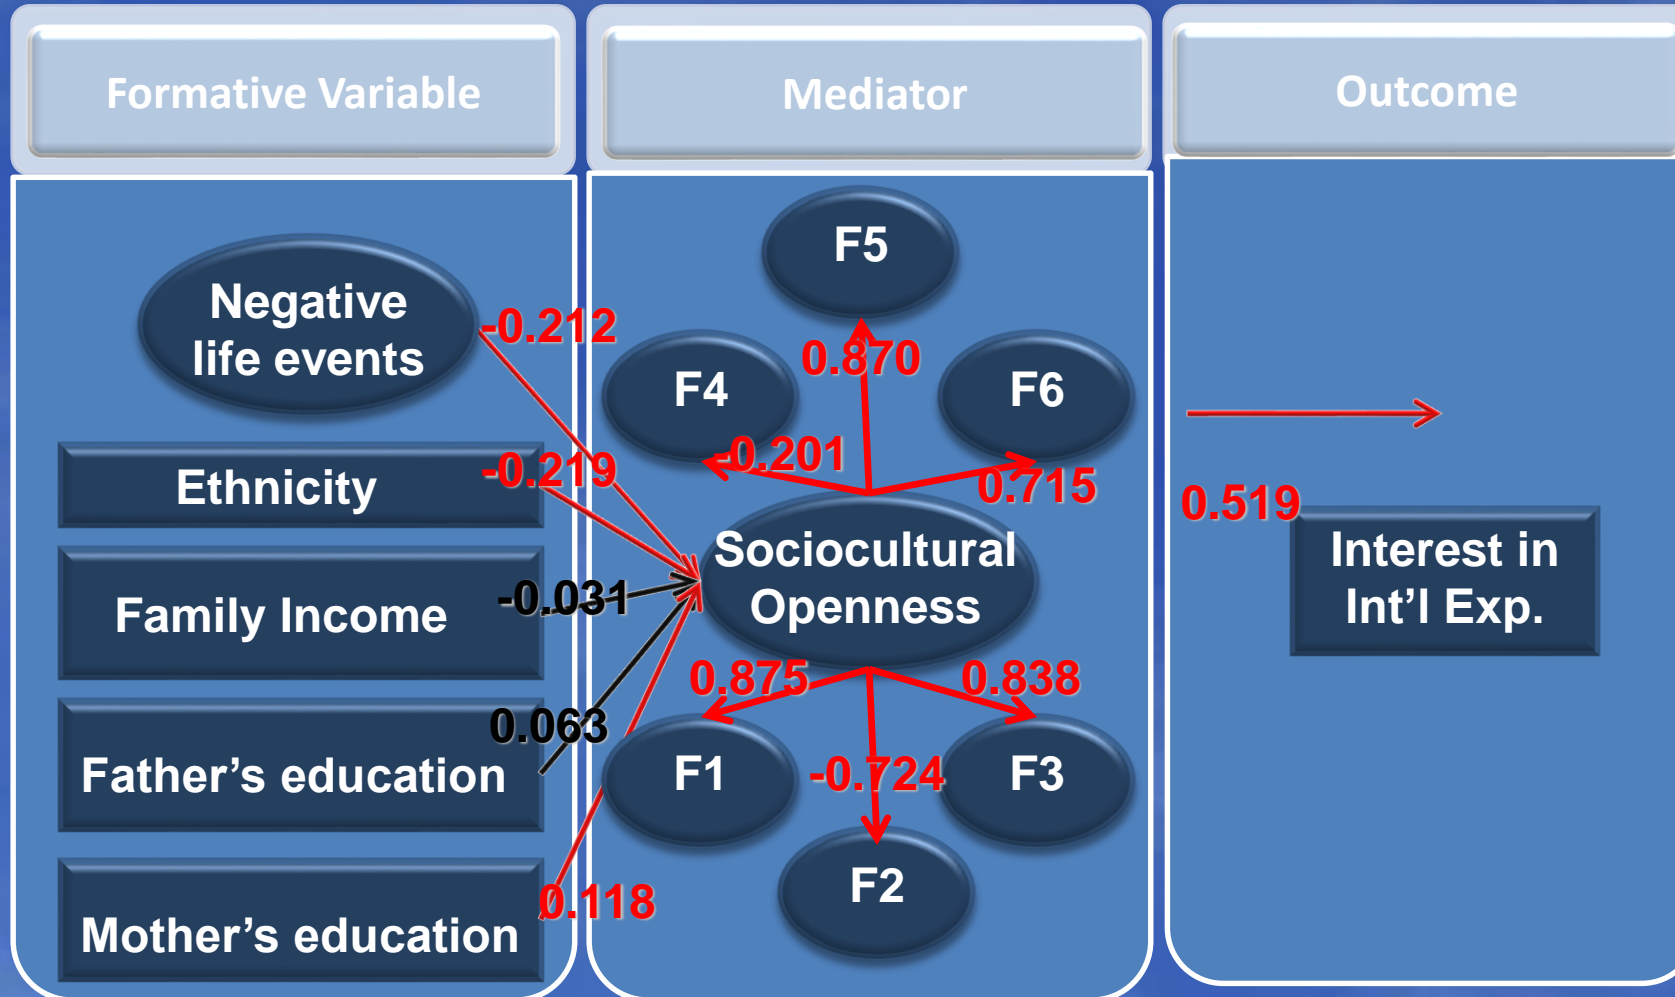 Formative Variable
Mediator
Outcome
Negative
life events
-0.212
Ethnicity
-0.219
Family Income
-0.031
Father’s education
0.063
Mother’s education
0.118
F5
0.870
F4
-0.201
F6
0.715
Sociocultural
Openness
0.875
0.838
F1
-0.724
F3
F2
0.519
Interest in
Int’l Exp.